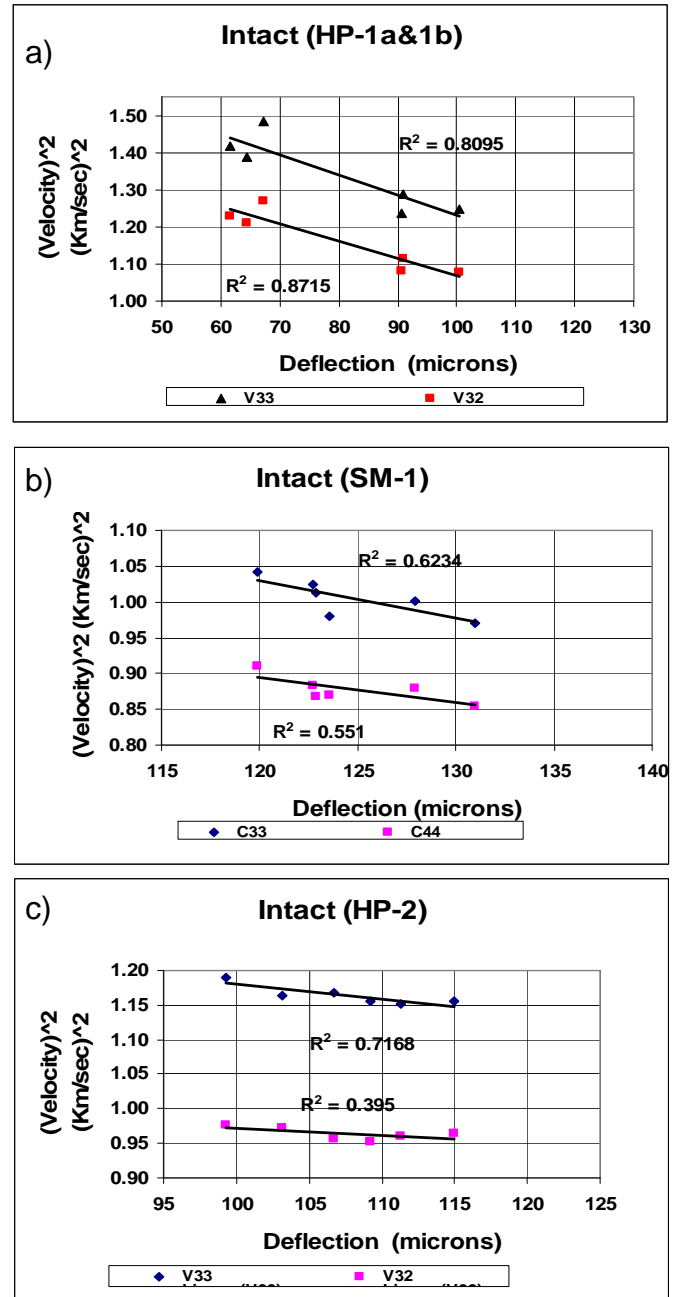 a)
Intact (HP-1a&1b)
(Velocity)^2
(Km/sec)^2
1.50
1.40
1.30
1.20
1.10
1.00
R² = 0.8095
R² = 0.8715
50 60 70 80 90 100 110 120 130
Deflection (microns)
V33 V32
b)
Intact (SM-1)
(Velocity)^2 (Km/sec)^2
1.10
1.05
1.00
0.95
0.90
0.85
0.80
R² = 0.6234
R² = 0.551
115 120 125 130 135 140
Deflection (microns)
C33 C44
c)
Intact (HP-2)
(Velocity)^2
(Km/sec)^2
1.20
1.15
1.10
1.05
1.00
0.95
0.90
R² = 0.7168
R² = 0.395
95 100 105 110 115 120 125
Deflection (microns)
V33 V32